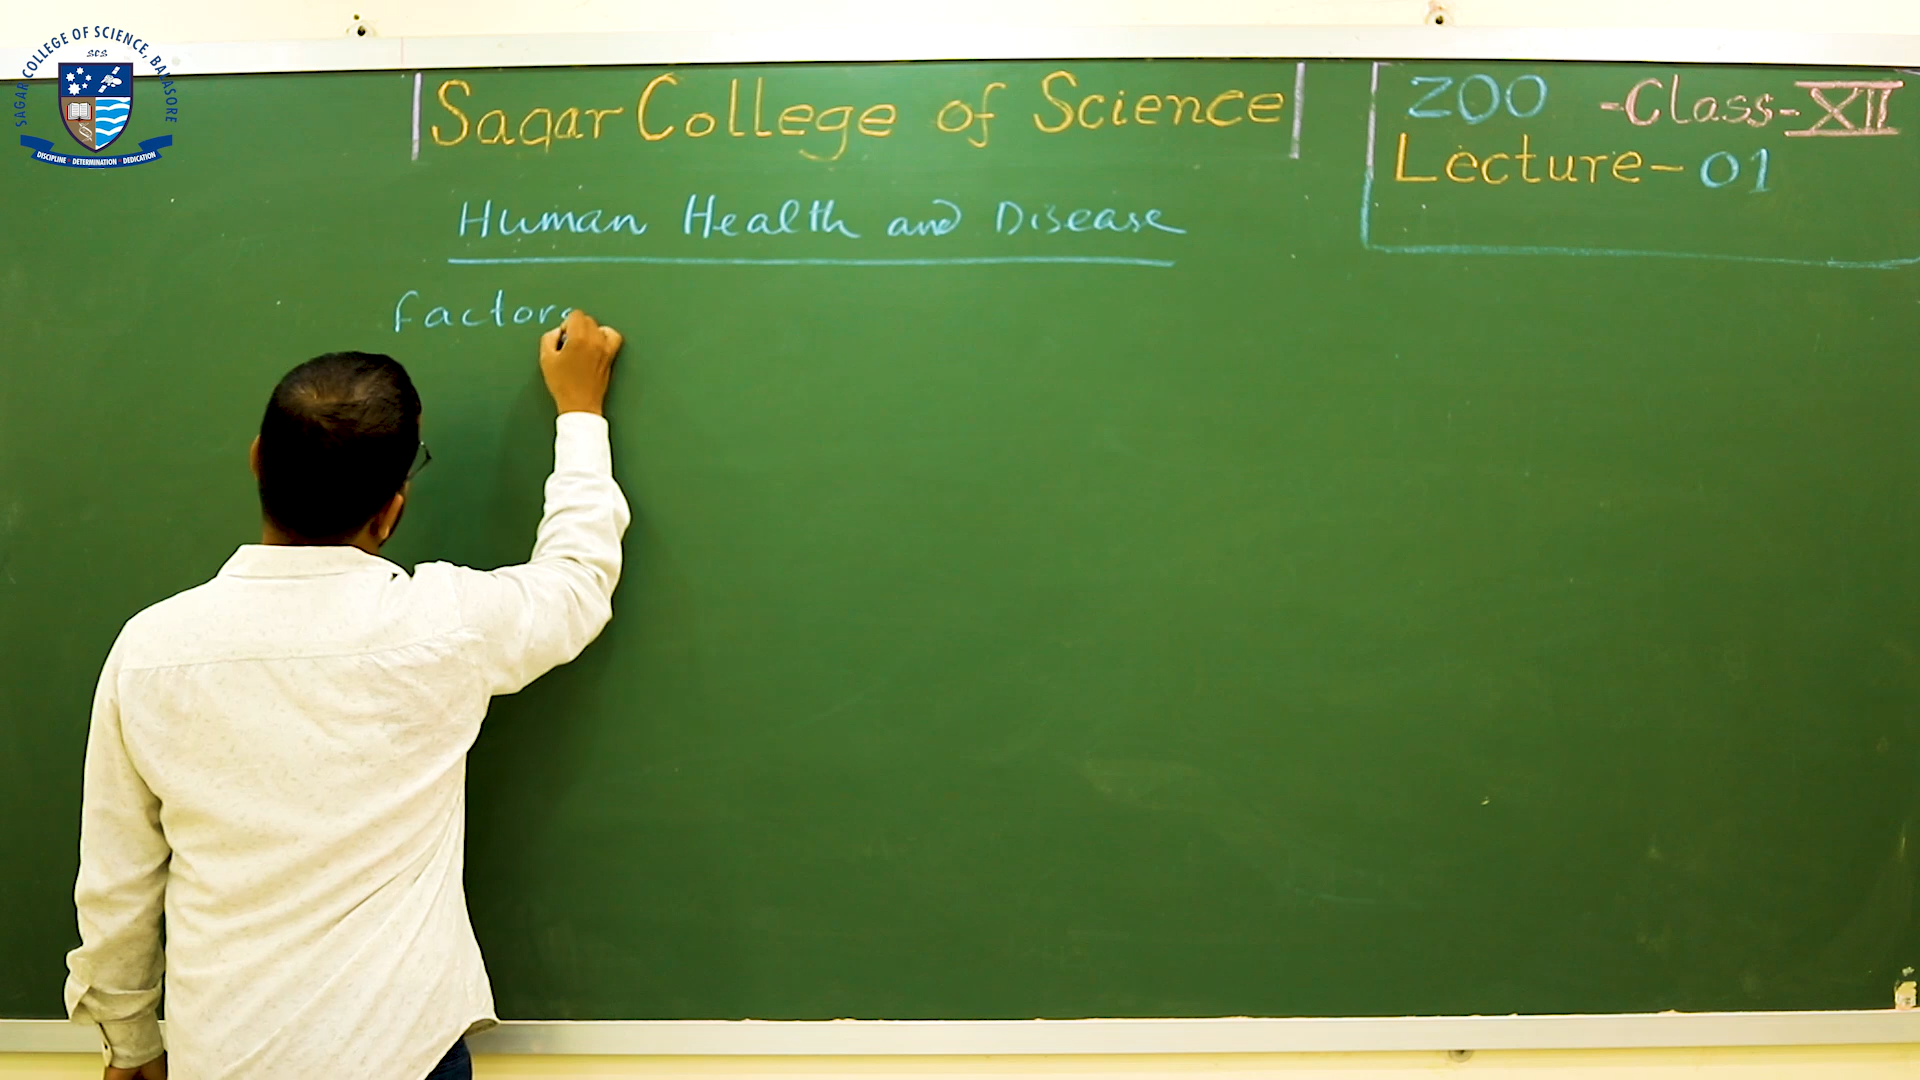 SAGAR COLLEGE OF SCIENCE, BALASORE
SCS
DISCIPLINE DETERMINATION DEDICATION
Sagar College of Science
ZOO -Class-XII
Lecture-01
Human Health and Disease
Factors